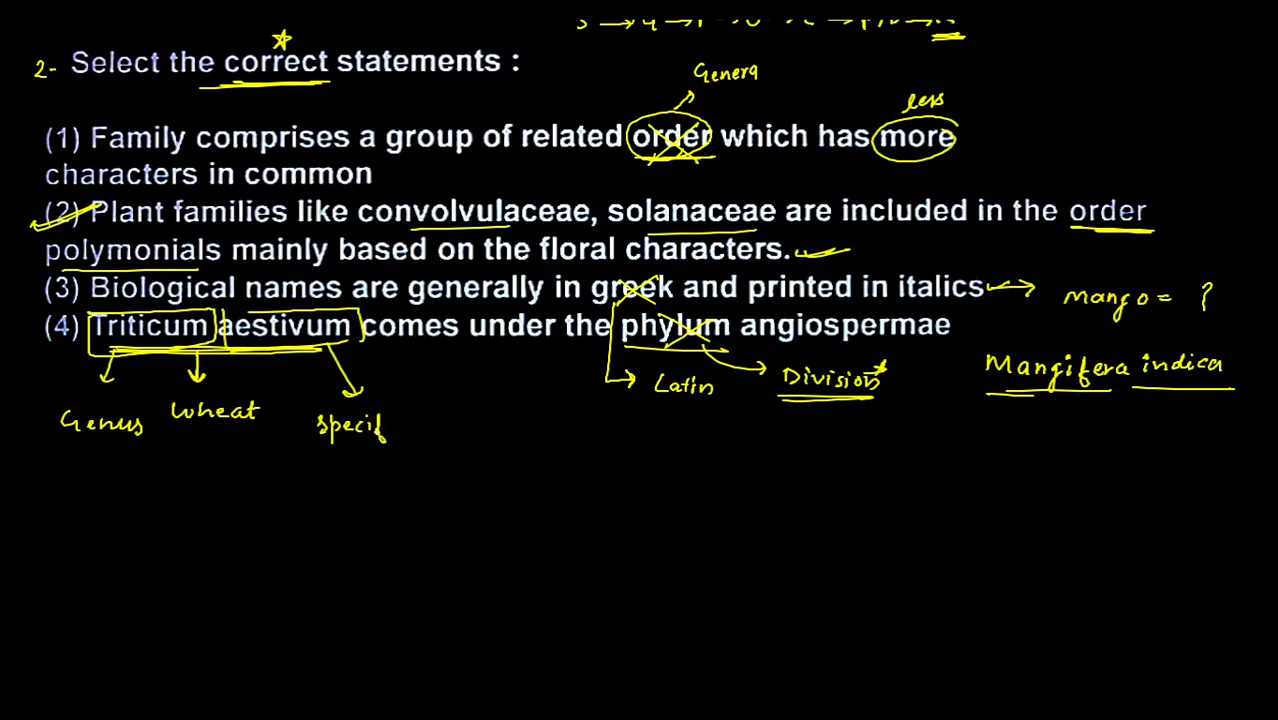 2- Select the correct statements :
Genera
less
(1) Family comprises a group of related order which has more
characters in common
(2) Plant families like convolvulaceae, solanaceae are included in the order
polymonials mainly based on the floral characters.
(3) Biological names are generally in greek and printed in italics
mango = ?
(4) Triticum aestivum comes under the phylum angiospermae
Mangifera indica
Latin Division
Genus Wheat specif